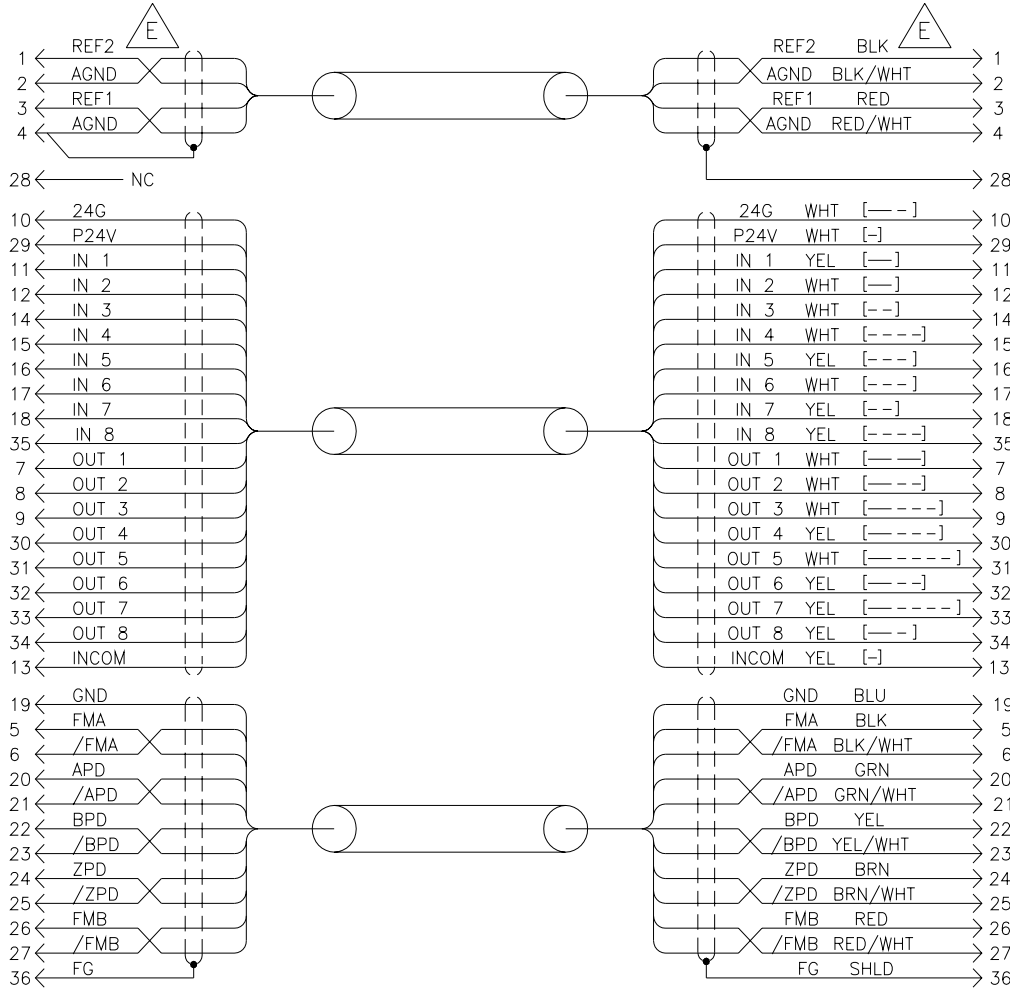 E E
1 REF2 REF2 BLK 1
2 AGND AGND BLK/WHT 2
3 REF1 REF1 RED 3
4 AGND AGND RED/WHT 4
28 NC 28
10 24G 24G WHT [—— –] 10
29 P24V P24V WHT [–] 29
11 IN 1 IN 1 YEL [——] 11
12 IN 2 IN 2 WHT [——] 12
14 IN 3 IN 3 WHT [– –] 14
15 IN 4 IN 4 WHT [– – – –] 15
16 IN 5 IN 5 YEL [– – –] 16
17 IN 6 IN 6 WHT [– – –] 17
18 IN 7 IN 7 YEL [– –] 18
35 IN 8 IN 8 YEL [– – – –] 35
7 OUT 1 OUT 1 WHT [—— ——] 7
8 OUT 2 OUT 2 WHT [—— – –] 8
9 OUT 3 OUT 3 WHT [—— – – –] 9
30 OUT 4 OUT 4 YEL [—— – – –] 30
31 OUT 5 OUT 5 WHT [—— – – – –] 31
32 OUT 6 OUT 6 YEL [—— – –] 32
33 OUT 7 OUT 7 YEL [—— – – – –] 33
34 OUT 8 OUT 8 YEL [—— –] 34
13 INCOM INCOM YEL [–] 13
19 GND GND BLU 19
5 FMA FMA BLK 5
6 /FMA /FMA BLK/WHT 6
20 APD APD GRN 20
21 /APD /APD GRN/WHT 21
22 BPD BPD YEL 22
23 /BPD /BPD YEL/WHT 23
24 ZPD ZPD BRN 24
25 /ZPD /ZPD BRN/WHT 25
26 FMB FMB RED 26
27 /FMB /FMB RED/WHT 27
36 FG FG SHLD 36